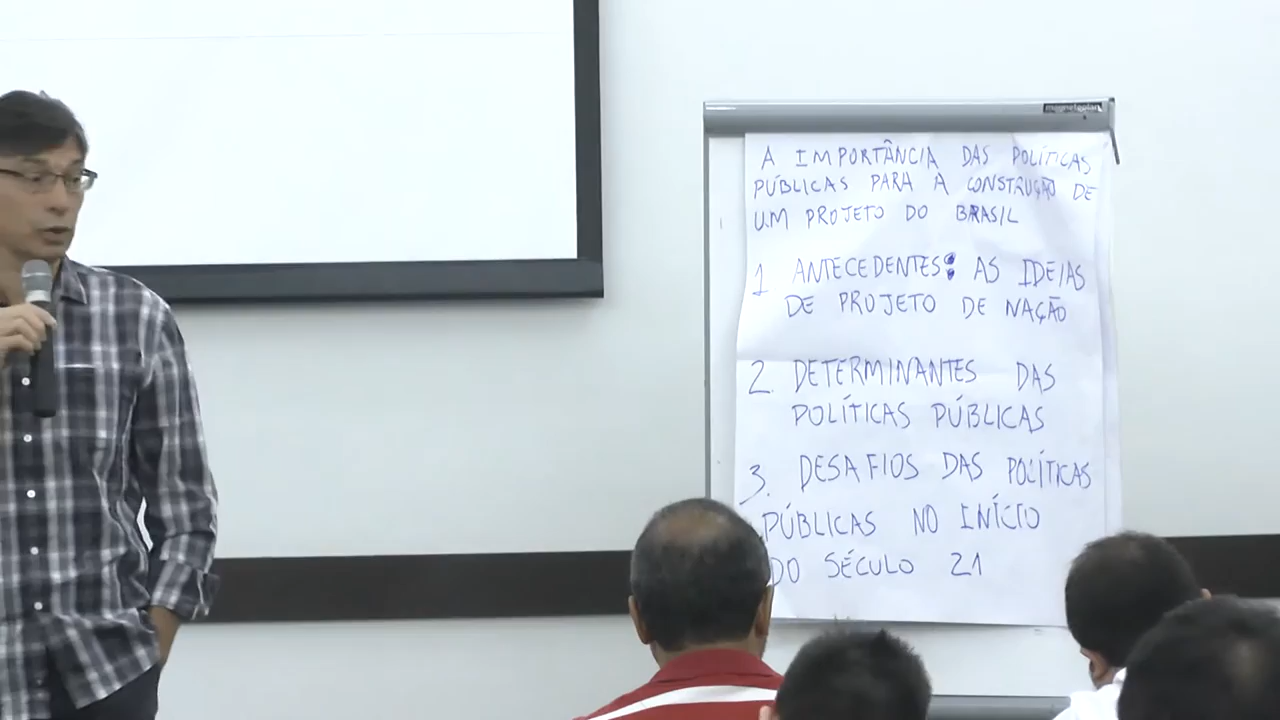 magnetoplan
A IMPORTÂNCIA DAS POLÍTICAS
PÚBLICAS PARA A CONSTRUÇÃO DE
UM PROJETO DO BRASIL
1 ANTECEDENTES: AS IDEIAS
DE PROJETO DE NAÇÃO
2. DETERMINANTES DAS
POLÍTICAS PÚBLICAS
3. DESAFIOS DAS POLÍTICAS
PÚBLICAS NO INÍCIO
DO SÉCULO 21